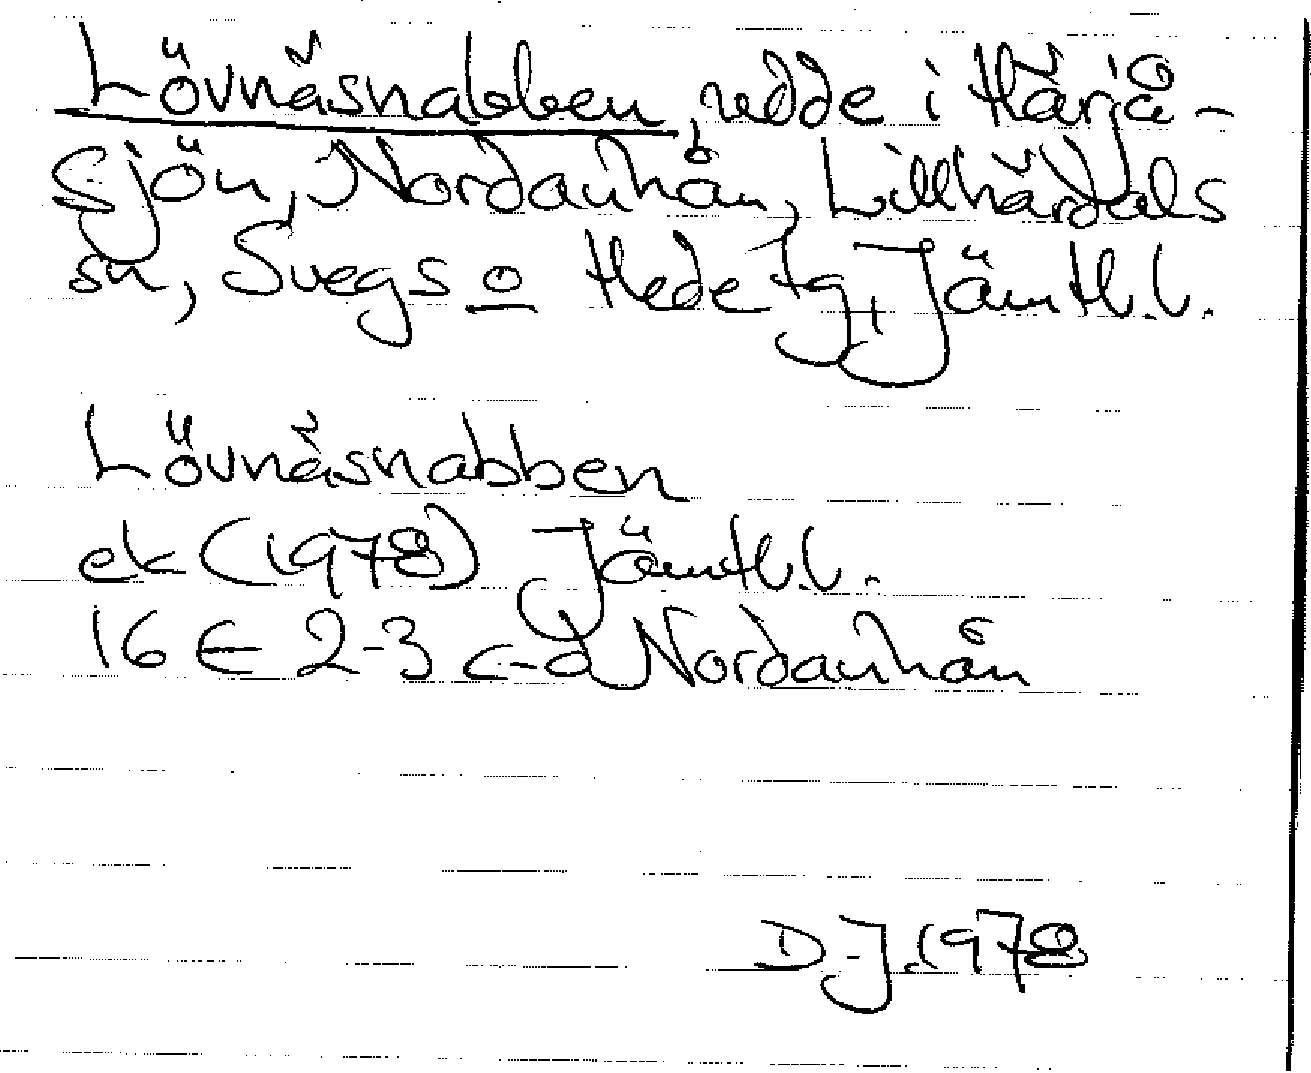 Lövnäsnabben, udde i Härjå-
sjön, Nordanhån, Lillhärdals
sn, Svegs o Hede tg, Jämtl.l.
Lövnäsnabben
ek (1978) Jämtl.l.
16 E 2-3 c-d Nordanhån
D-J 1978